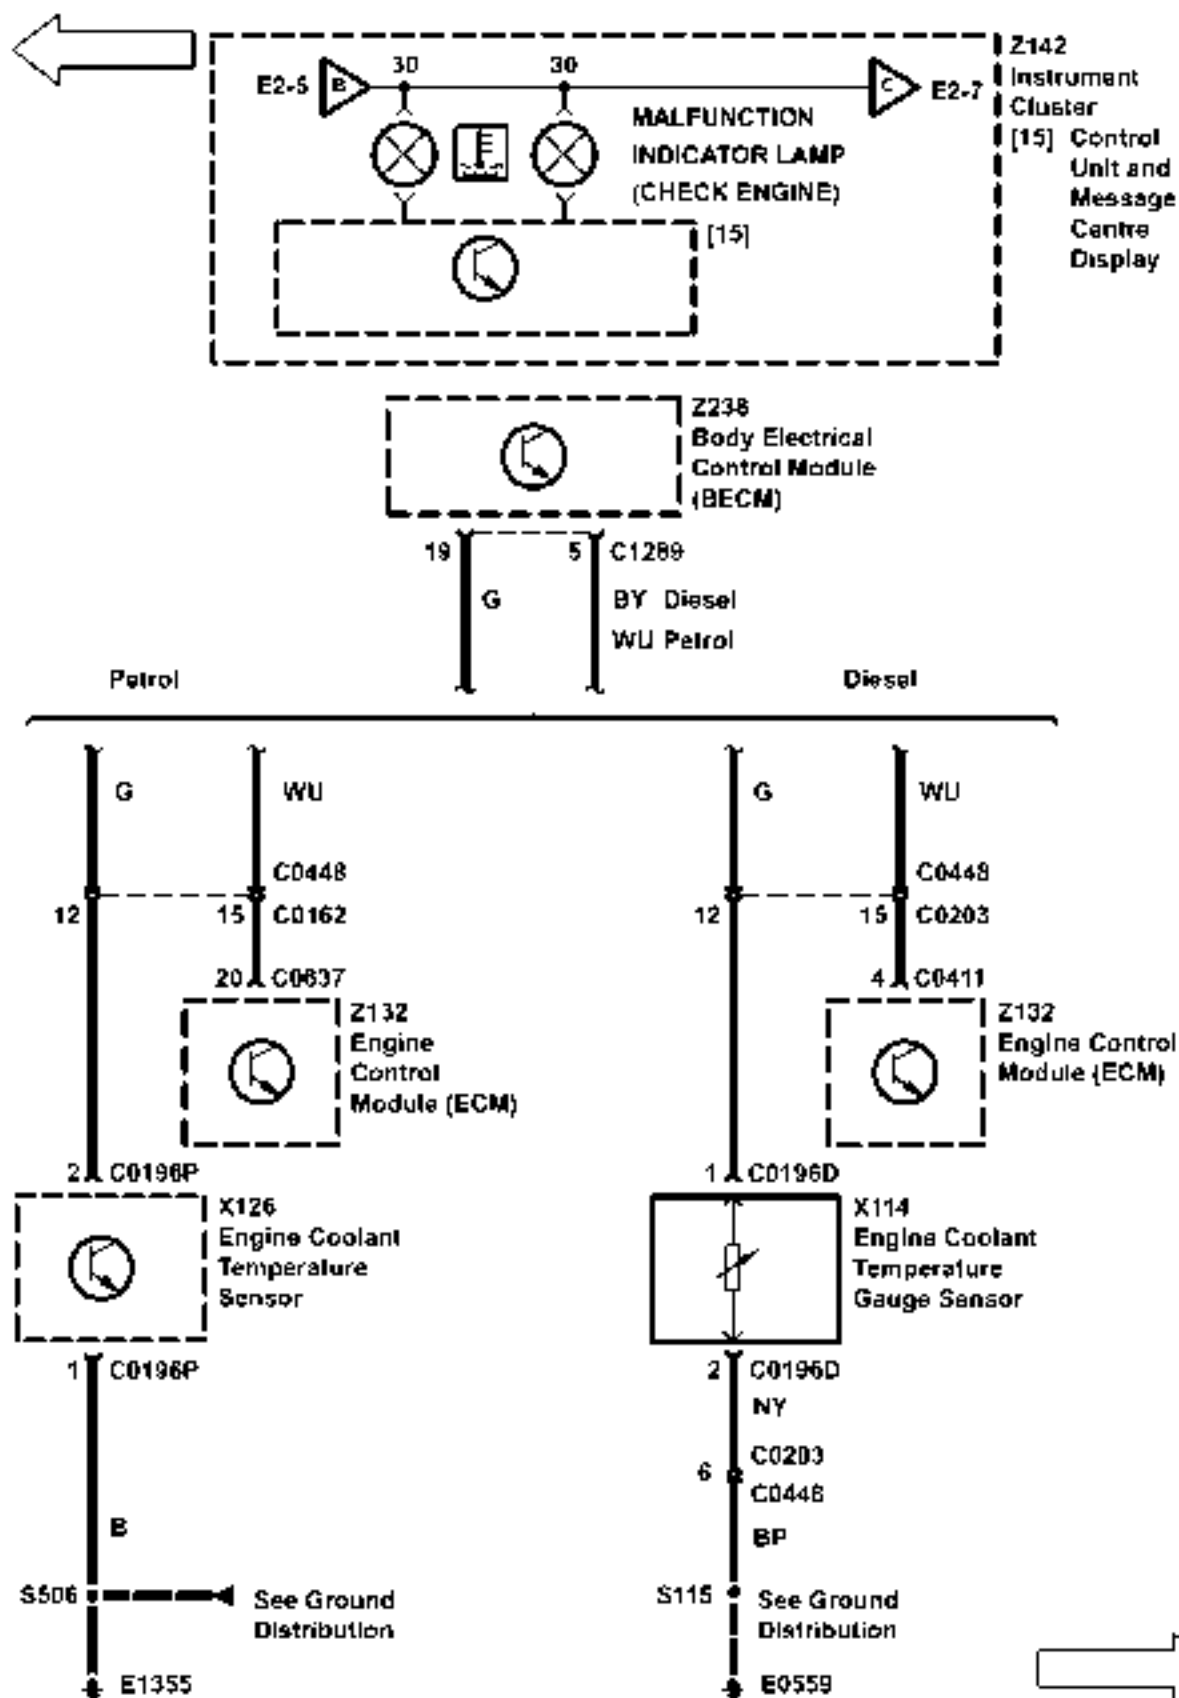 Z142
Instrument
Cluster
[15] Control
Unit and
Message
Centre
Display
E2-5 B 30 30 C E2-7
MALFUNCTION
INDICATOR LAMP
(CHECK ENGINE)
[15]
Z238
Body Electrical
Control Module
(BECM)
19 5 C1289
G BY Diesel
WU Petrol
Petrol Diesel
G WU G WU
C0448 C0448
12 15 C0162 12 15 C0203
20 C0637 4 C0411
Z132
Engine
Control
Module (ECM)
Z132
Engine Control
Module (ECM)
2 C0196P 1 C0196D
X126
Engine Coolant
Temperature
Sensor
X114
Engine Coolant
Temperature
Gauge Sensor
1 C0196P 2 C0196D
NY
6 C0203
C0448
B BP
S506 See Ground
Distribution
S115 See Ground
Distribution
E1355 E0559